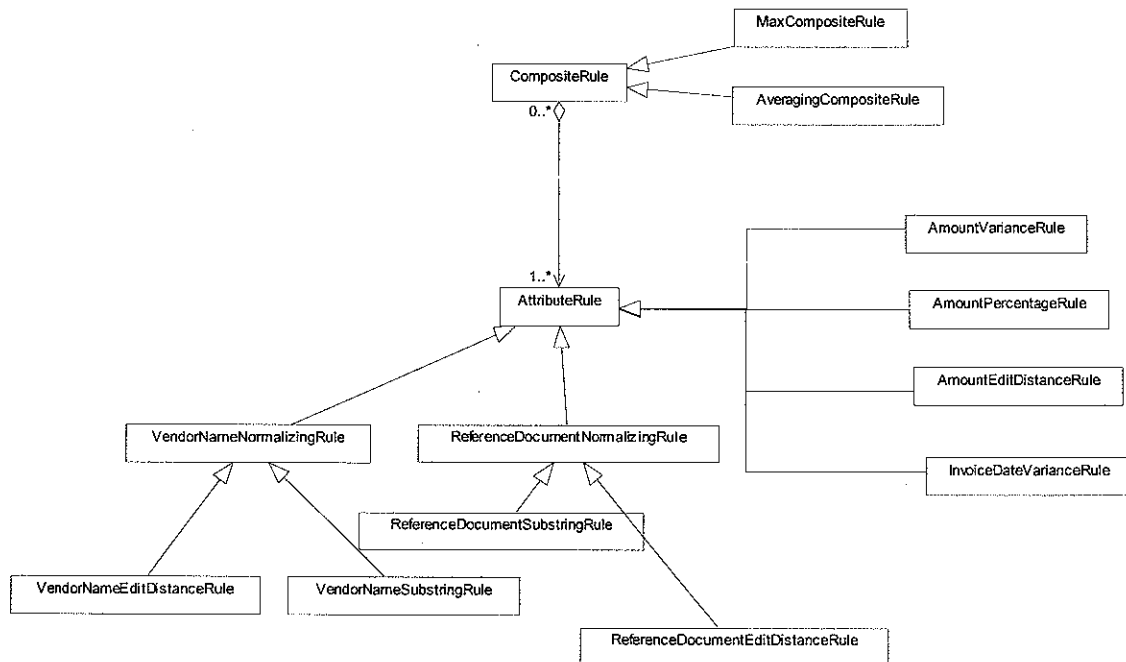 MaxCompositeRule
CompositeRule
AveragingCompositeRule
0..*
AmountVarianceRule
1..*
AttributeRule
AmountPercentageRule
AmountEditDistanceRule
VendorNameNormalizingRule
ReferenceDocumentNormalizingRule
InvoiceDateVarianceRule
ReferenceDocumentSubstringRule
VendorNameEditDistanceRule
VendorNameSubstringRule
ReferenceDocumentEditDistanceRule